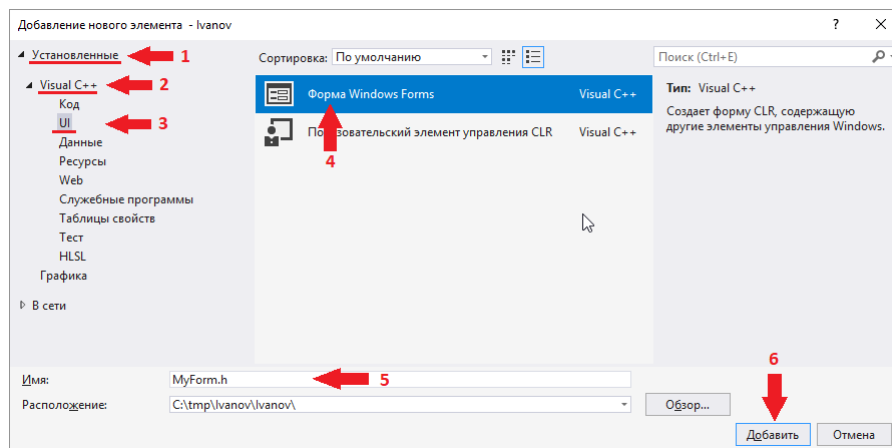 Добавление нового элемента - Ivanov
? ×
Установленные 1
Сортировка: По умолчанию
Поиск (Ctrl+E)
Visual C++ 2
Код
UI 3
Данные
Ресурсы
Web
Служебные программы
Таблицы свойств
Тест
HLSL
Графика
В сети
Форма Windows Forms Visual C++
Пользовательский элемент управления CLR Visual C++
4
Тип: Visual C++
Создает форму CLR, содержащую
другие элементы управления Windows.
6
Имя: MyForm.h 5
Расположение: C:\tmp\Ivanov\Ivanov\ Обзор...
Добавить Отмена